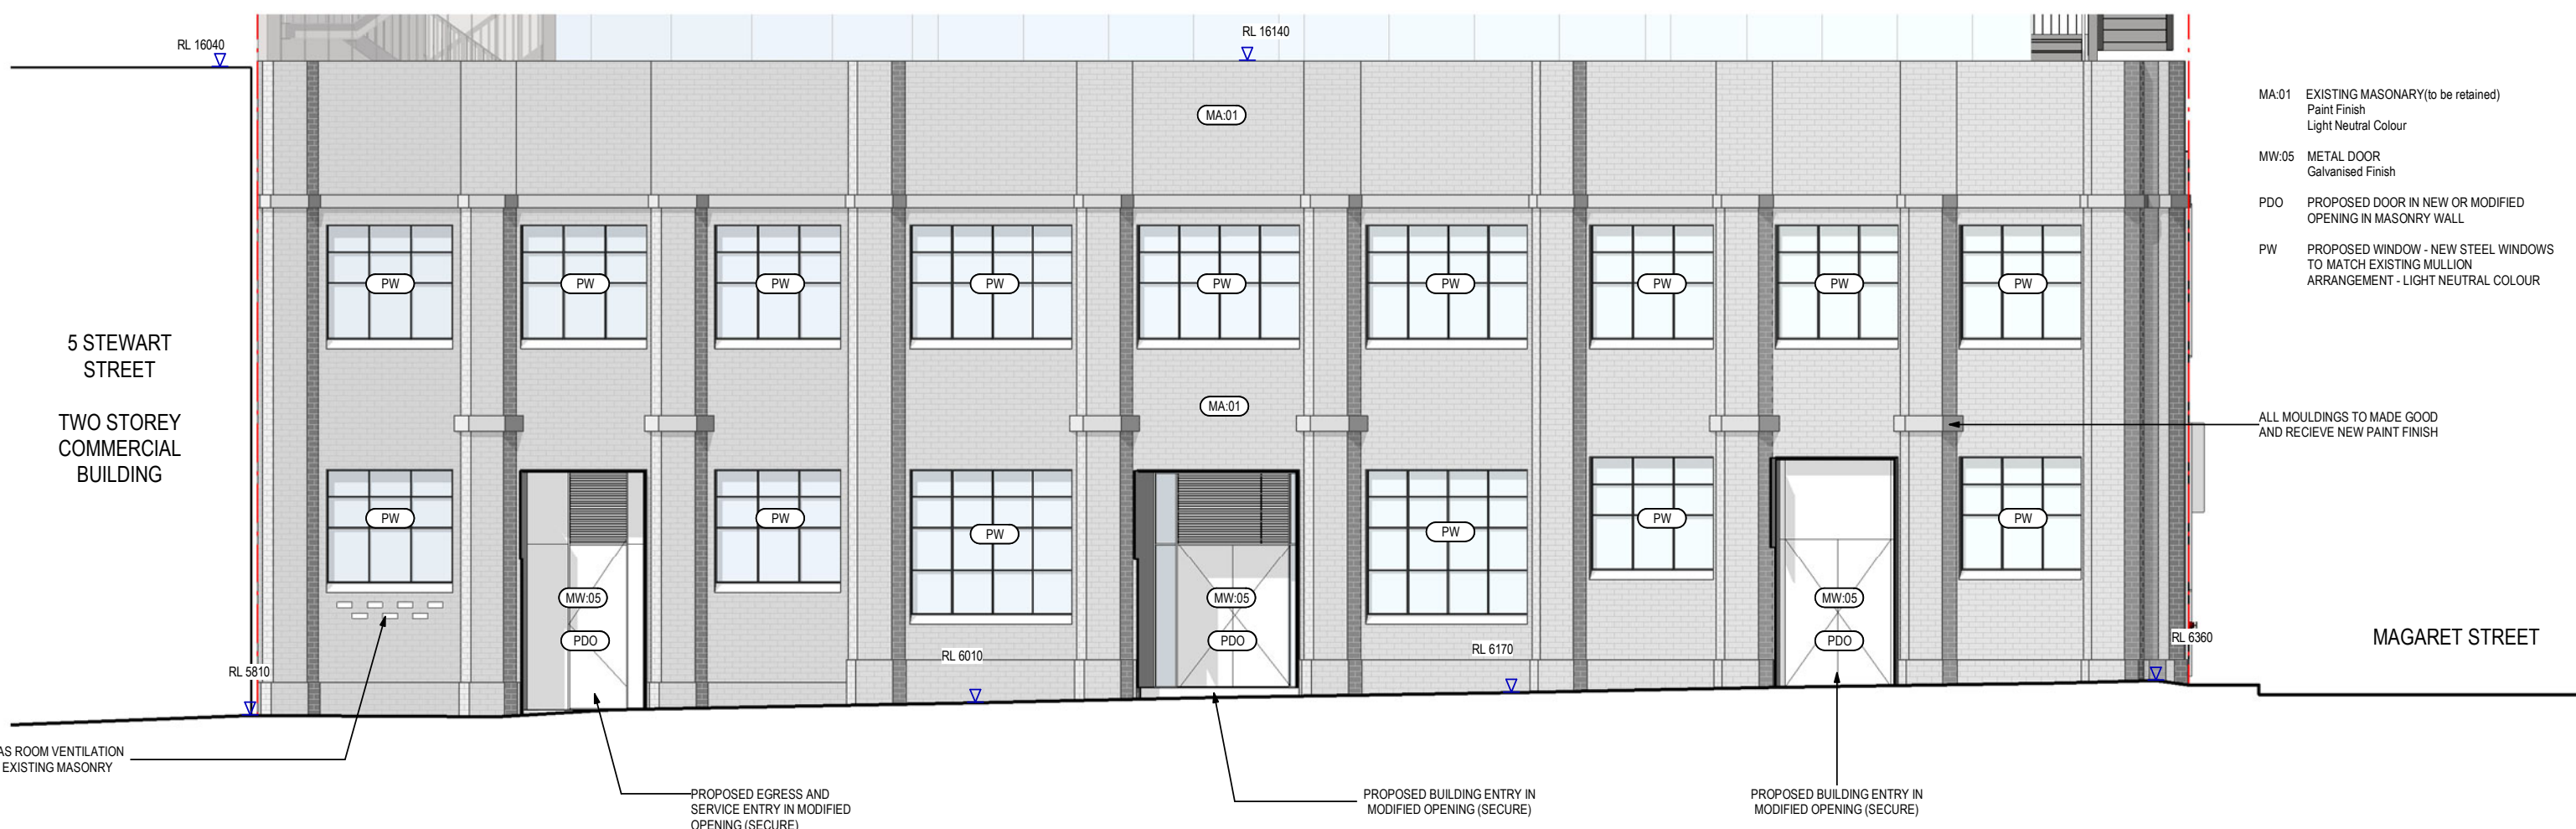 RL 16040
RL 16140
MA:01 EXISTING MASONARY(to be retained)
Paint Finish
Light Neutral Colour
MA:01
MW:05 METAL DOOR
Galvanised Finish
PDO PROPOSED DOOR IN NEW OR MODIFIED
OPENING IN MASONRY WALL
PW PROPOSED WINDOW - NEW STEEL WINDOWS
TO MATCH EXISTING MULLION
ARRANGEMENT - LIGHT NEUTRAL COLOUR
PW
PW
PW
PW
PW
PW
PW
PW
PW
5 STEWART
STREET
TWO STOREY
COMMERCIAL
BUILDING
MA:01
ALL MOULDINGS TO MADE GOOD
AND RECIEVE NEW PAINT FINISH
PW
PW
PW
PW
PW
PW
MW:05
MW:05
MW:05
PDO
PDO
PDO
RL 5810
RL 6010
RL 6170
RL 6360
MAGARET STREET
AS ROOM VENTILATION
EXISTING MASONRY
PROPOSED EGRESS AND
SERVICE ENTRY IN MODIFIED
OPENING (SECURE)
PROPOSED BUILDING ENTRY IN
MODIFIED OPENING (SECURE)
PROPOSED BUILDING ENTRY IN
MODIFIED OPENING (SECURE)